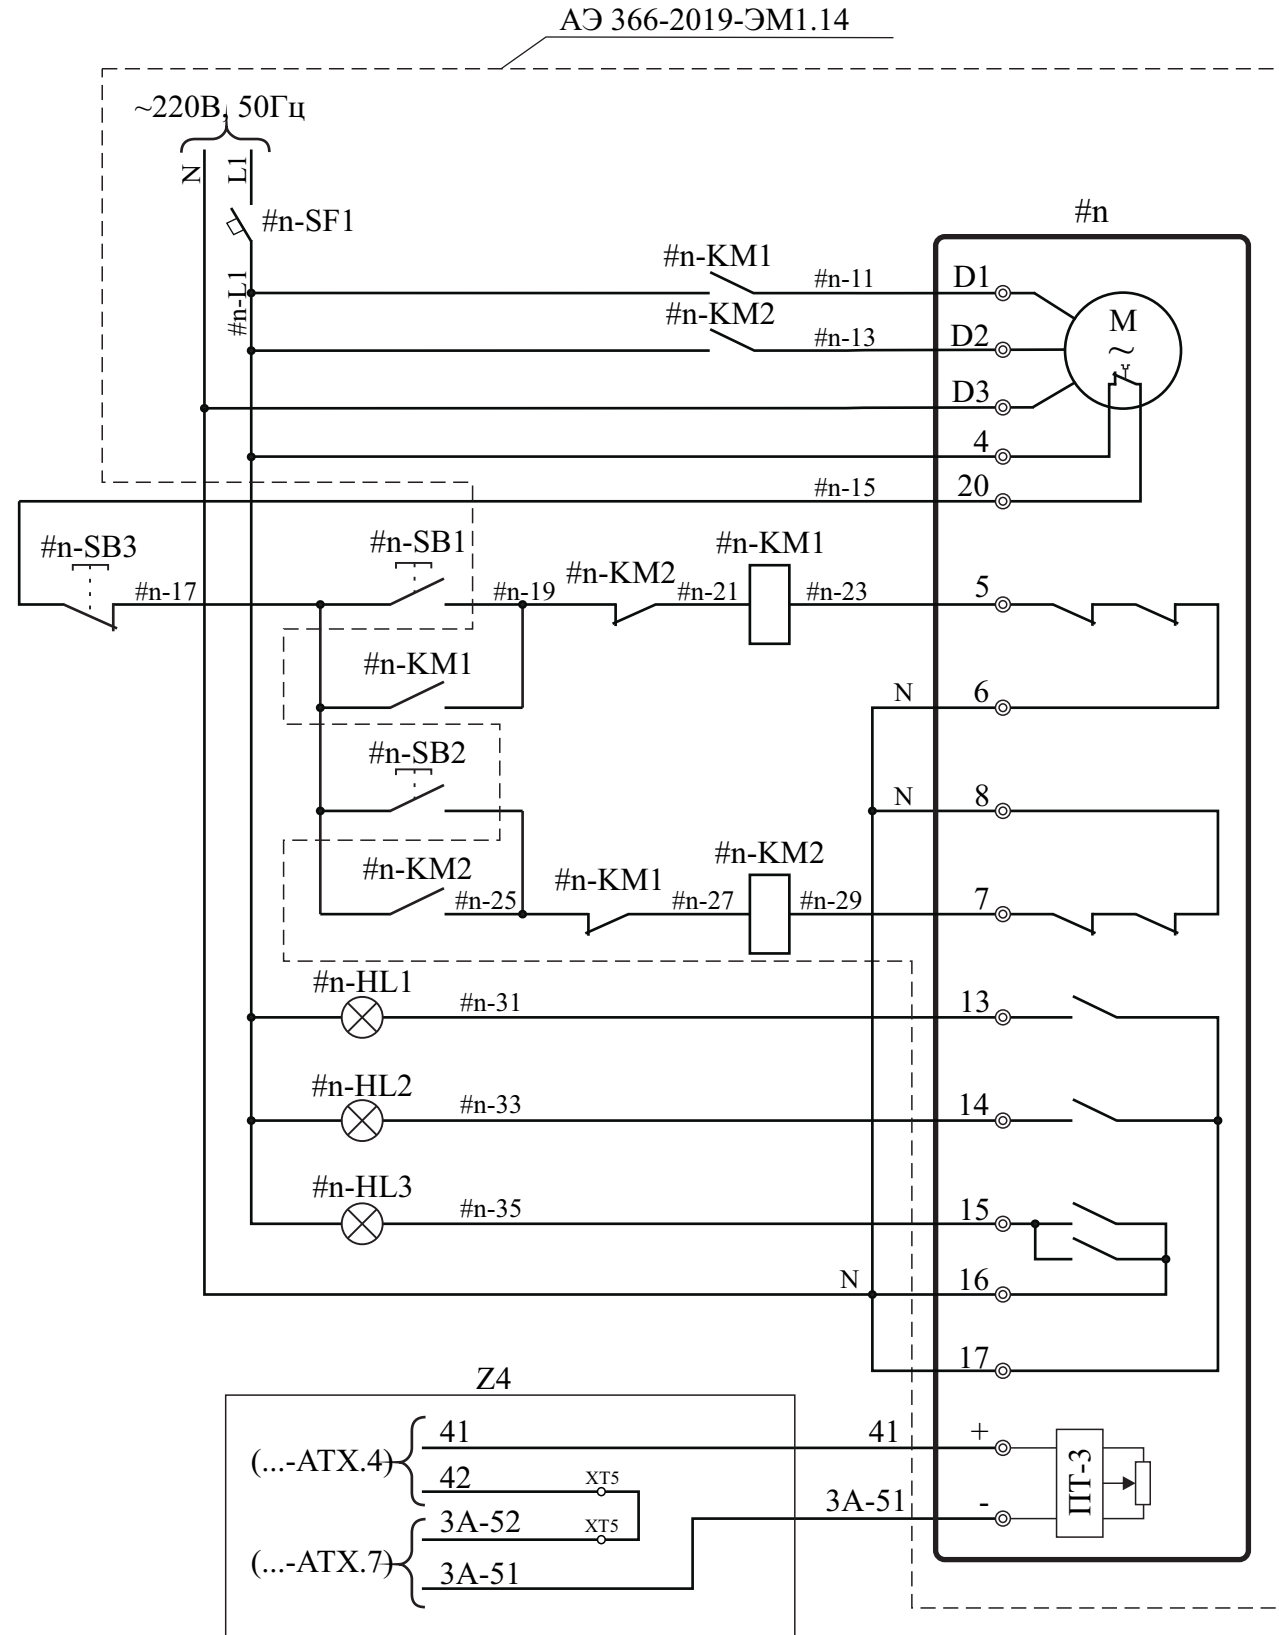 АЭ 366-2019-ЭМ1.14
~220В, 50Гц
N
L1
#n-SF1
#n-L1
#n
#n-KM1
#n-11
D1
#n-KM2
#n-13
D2
M
~
D3
4
#n-15
20
#n-SB3
#n-17
#n-SB1
#n-19
#n-KM2
#n-21
#n-KM1
#n-23
5
#n-KM1
N
6
#n-SB2
N
8
#n-KM2
#n-25
#n-KM1
#n-27
#n-KM2
#n-29
7
#n-HL1
#n-31
13
#n-HL2
#n-33
14
#n-HL3
#n-35
15
N
16
17
Z4
(...-ATX.4)
41
41
+
42
XT5
3A-52
XT5
3A-51
-
(...-ATX.7)
3A-51
ПТ-3